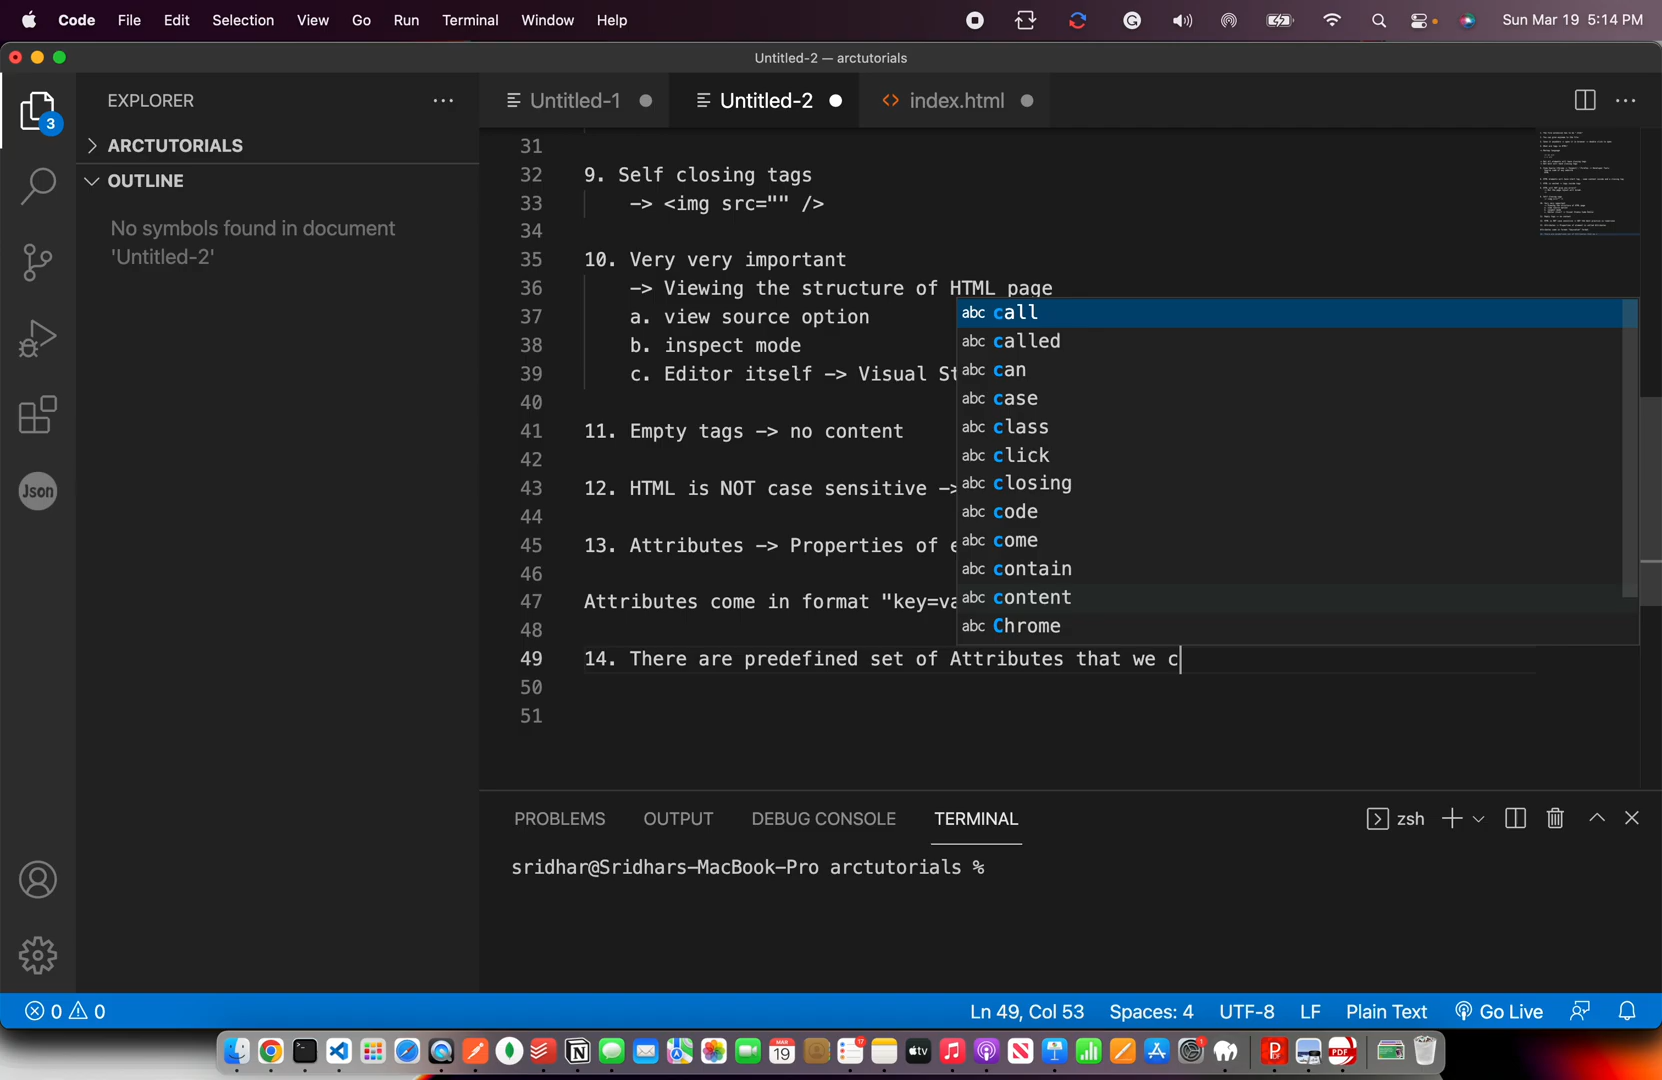 Code File Edit Selection View Go Run Terminal Window Help Sun Mar 19 5:14 PM
Untitled-2 — arctutorials
EXPLORER ···
3
ARCTUTORIALS
OUTLINE
No symbols found in document
'Untitled-2'
Json
Untitled-1 Untitled-2 index.html
31
32 9. Self closing tags
33 -> <img src="" />
34
35 10. Very very important
36 -> Viewing the structure of HTML page
37 a. view source option
38 b. inspect mode
39 c. Editor itself -> Visual St
40
41 11. Empty tags -> no content
42
43 12. HTML is NOT case sensitive ->
44
45 13. Attributes -> Properties of e
46
47 Attributes come in format "key=va
48
49 14. There are predefined set of Attributes that we c
50
51
abc call
abc called
abc can
abc case
abc class
abc click
abc closing
abc code
abc come
abc contain
abc content
abc Chrome
PROBLEMS OUTPUT DEBUG CONSOLE TERMINAL zsh
sridhar@Sridhars-MacBook-Pro arctutorials %
0 0 Ln 49, Col 53 Spaces: 4 UTF-8 LF Plain Text Go Live
MAR
19
17
tv
1
PDF